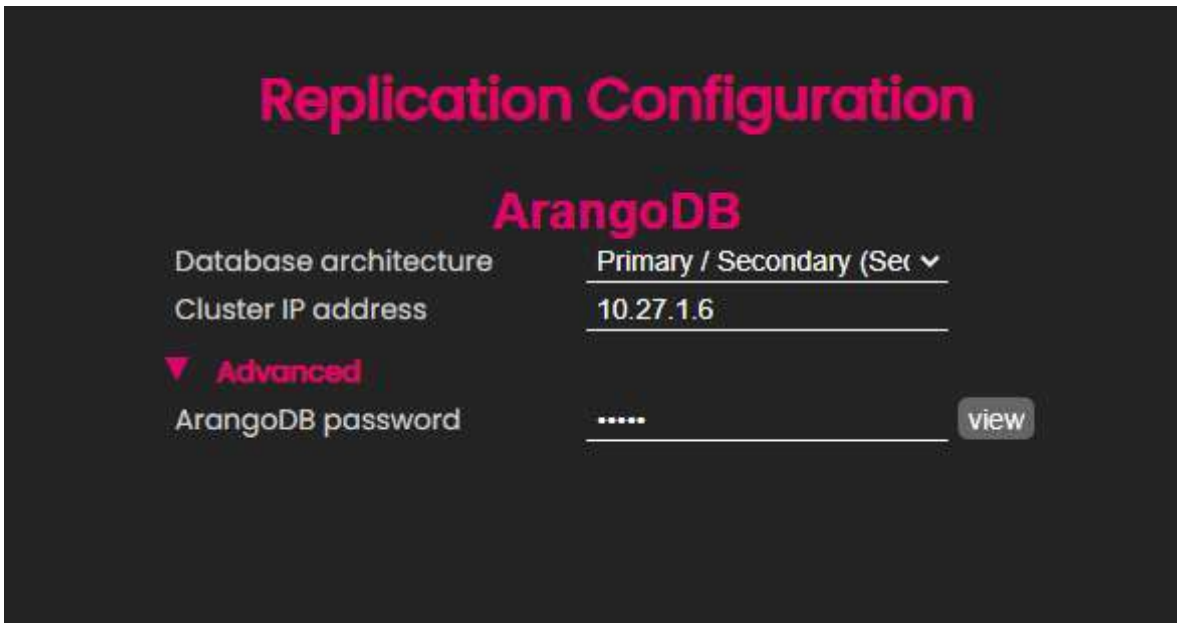 Replication Configuration
ArangoDB
Database architecture Primary / Secondary (Sec
Cluster IP address 10.27.1.6
▼ Advanced
ArangoDB password ••••• view